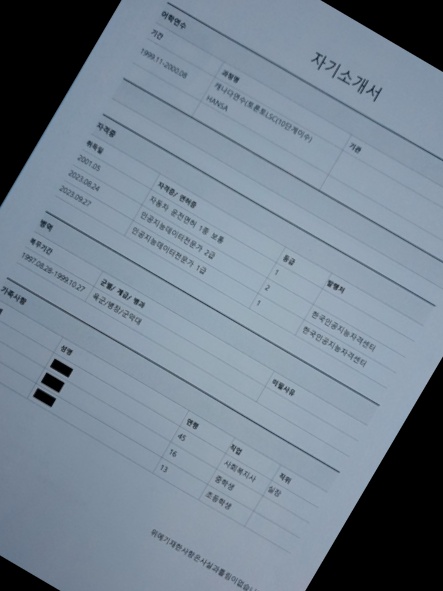 자기소개서
어학연수
기간 과정명 기관
1999.11-2000.08 캐나다연수(토론토LSC(10단계이수)
HANSA
자격증
취득일 자격증/ 면허증 등급 발행처
2001.05 자동차 운전면허 1종 보통 1
2023.08.24 인공지능데이터전문가 2급 2 한국인공지능자격센터
2023.09.27 인공지능데이터전문가 1급 1 한국인공지능자격센터
병역
복무기간 군별/ 계급/ 병과 미필사유
1997.08.28-1999.10.27 육군/병장/군악대
가족사항
성명 연령 직업 직위
45 사회복지사 실장
16 중학생
13 초등학생
위에기재한사항은사실과틀림이없습니